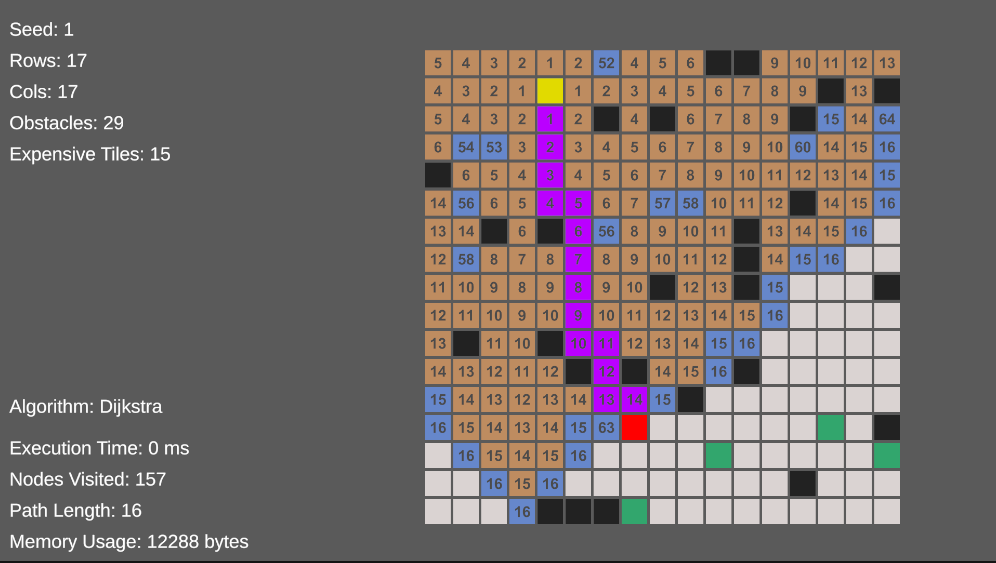 Seed: 1
Rows: 17
Cols: 17
Obstacles: 29
Expensive Tiles: 15
Algorithm: Dijkstra
Execution Time: 0 ms
Nodes Visited: 157
Path Length: 16
Memory Usage: 12288 bytes
5 4 3 2 1 2 52 4 5 6 9 10 11 12 13
4 3 2 1 1 2 3 4 5 6 7 8 9 13
5 4 3 2 1 2 4 6 7 8 9 15 14 64
6 54 53 3 2 3 4 5 6 7 8 9 10 60 14 15 16
6 5 4 3 4 5 6 7 8 9 10 11 12 13 14 15
14 56 6 5 4 5 6 7 57 58 10 11 12 14 15 16
13 14 6 6 56 8 9 10 11 13 14 15 16
12 58 8 7 8 7 8 9 10 11 12 14 15 16
11 10 9 8 9 8 9 10 12 13 15
12 11 10 9 10 9 10 11 12 13 14 15 16
13 11 10 10 11 12 13 14 15 16
14 13 12 11 12 12 14 15 16
15 14 13 12 13 14 13 14 15
16 15 14 13 14 15 63
16 15 14 15 16
16 15 16
16